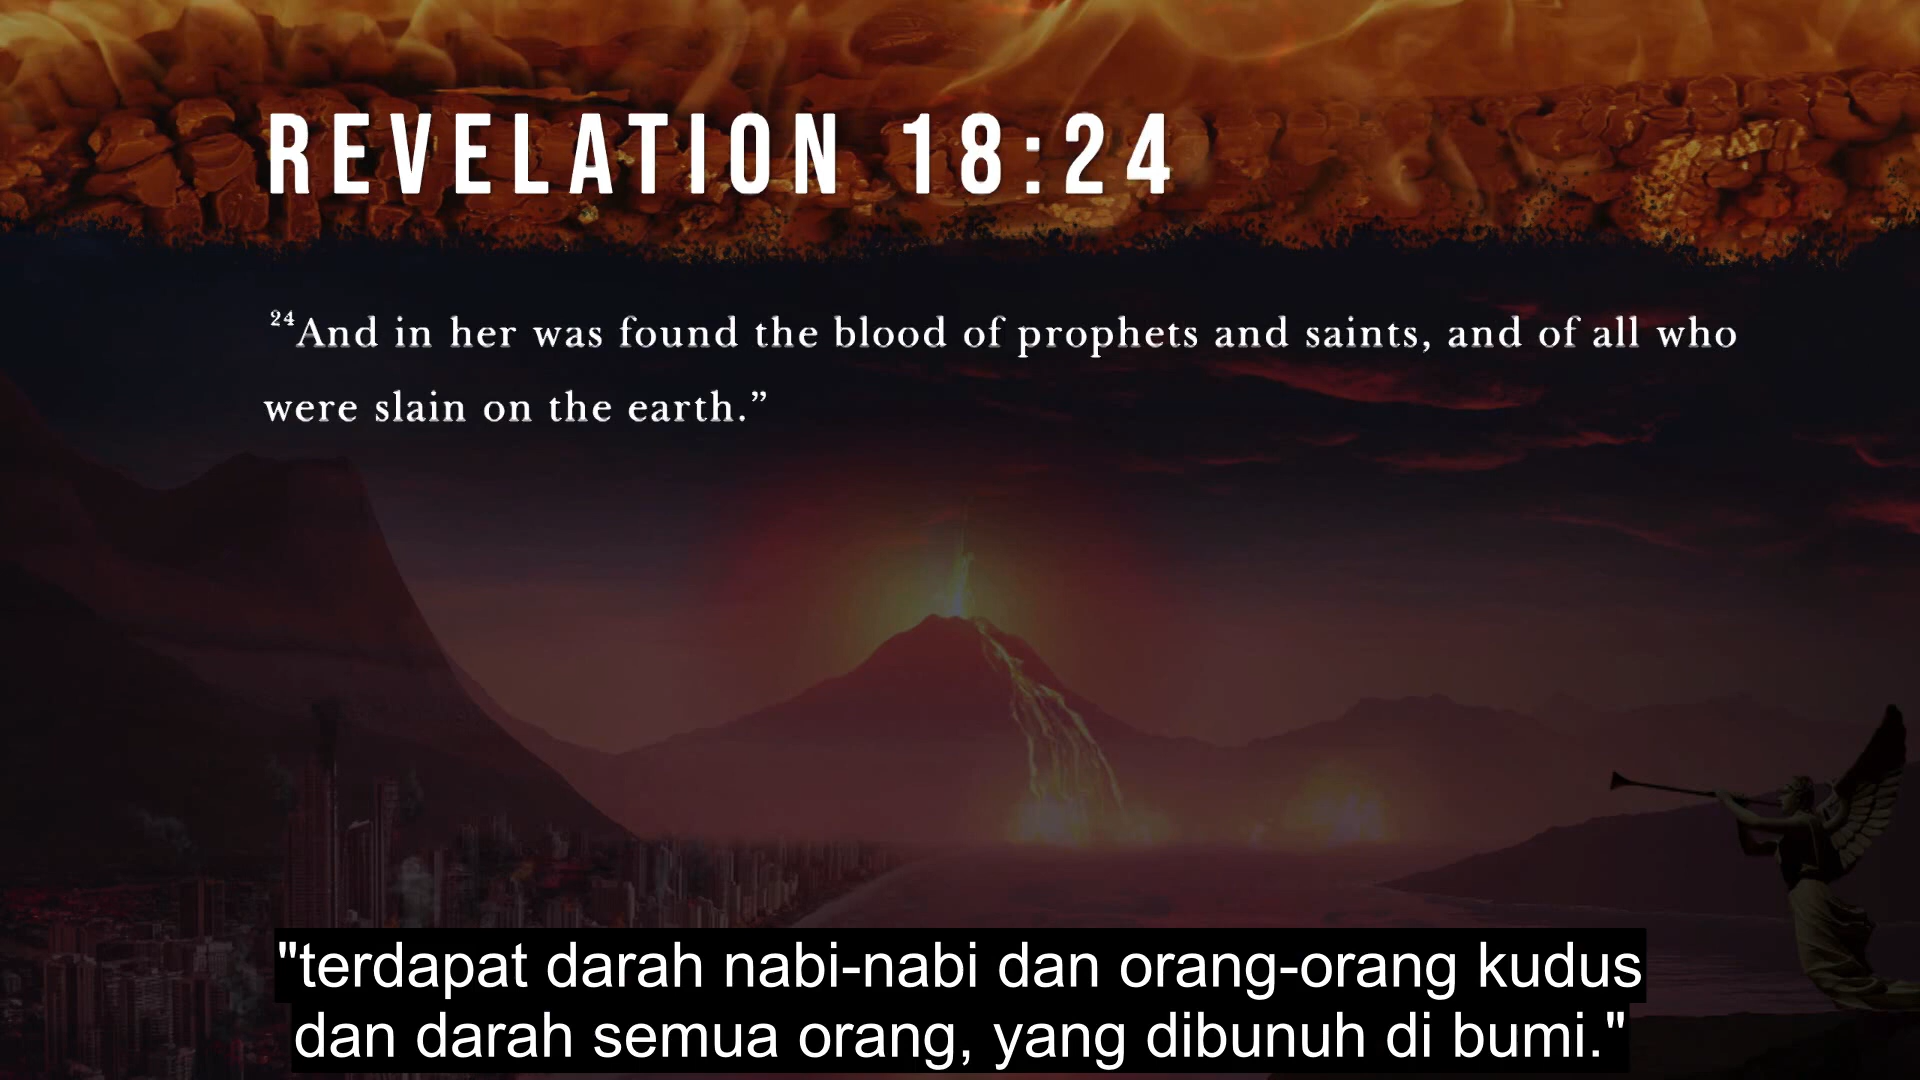 REVELATION 18:24
²⁴And in her was found the blood of prophets and saints, and of all who
were slain on the earth.”
"terdapat darah nabi-nabi dan orang-orang kudus
dan darah semua orang, yang dibunuh di bumi."